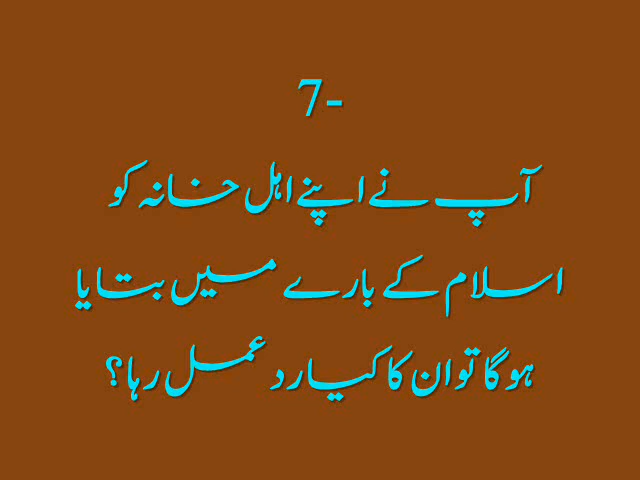 7-
آپ نے اپنے اہل خانہ کو
اسلام کے بارے میں بتایا
ہوگا تو ان کا کیا رد عمل رہا؟